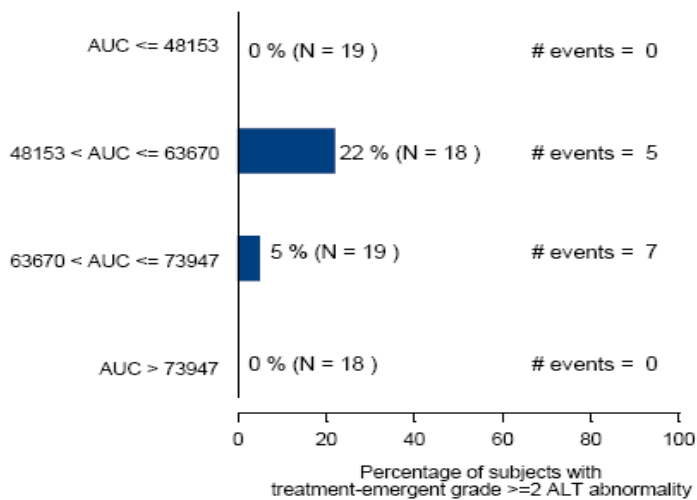 AUC <= 48153 0 % (N = 19 ) # events = 0
48153 < AUC <= 63670 22 % (N = 18 ) # events = 5
63670 < AUC <= 73947 5 % (N = 19 ) # events = 7
AUC > 73947 0 % (N = 18 ) # events = 0
0 20 40 60 80 100
Percentage of subjects with
treatment-emergent grade >=2 ALT abnormality